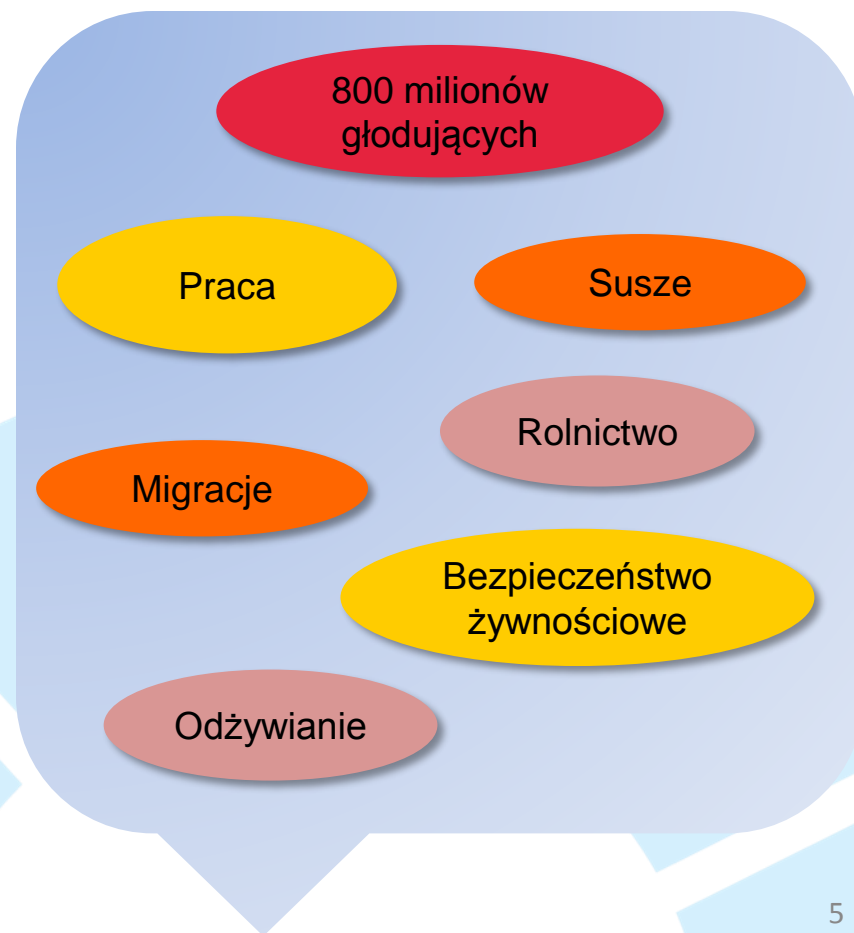 800 milionów
głodujących
Praca
Susze
Rolnictwo
Migracje
Bezpieczeństwo
żywnościowe
Odżywianie
5